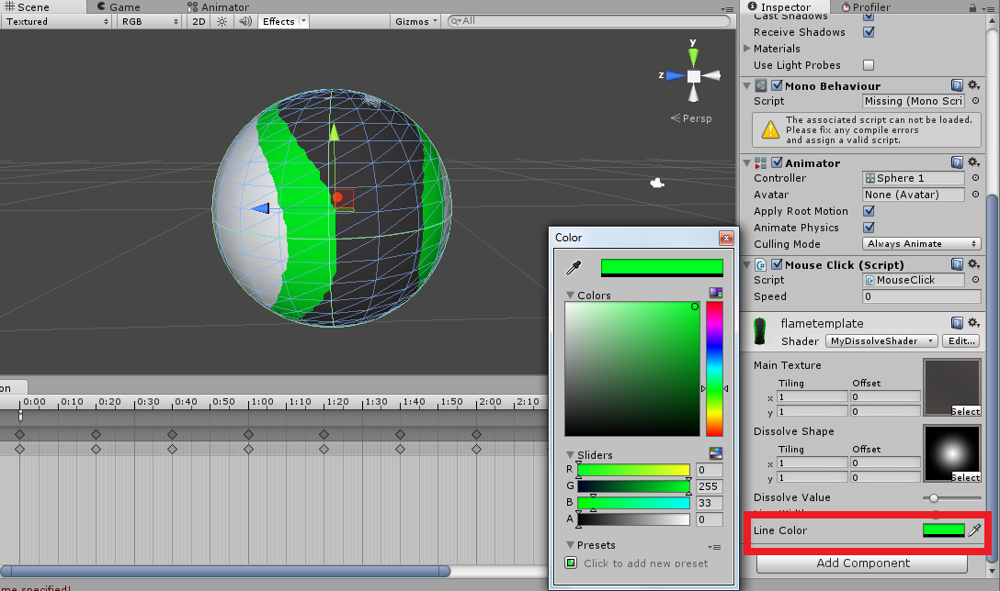 Scene
Game
Animator
Textured
RGB
2D
Effects
Gizmos
All
y
z
Persp
0:00
0:10
0:20
0:30
0:40
0:50
1:00
1:10
1:20
1:30
1:40
1:50
2:00
2:10
Color
Colors
Sliders
R
0
G
255
B
33
A
0
Presets
Click to add new preset
Inspector
Profiler
Cast Shadows
Receive Shadows
Materials
Use Light Probes
Mono Behaviour
Script
Missing (Mono Scri
The associated script can not be loaded.
Please fix any compile errors
and assign a valid script.
Animator
Controller
Sphere 1
Avatar
None (Avatar)
Apply Root Motion
Animate Physics
Culling Mode
Always Animate
Mouse Click (Script)
Script
MouseClick
Speed
0
flametemplate
Shader
MyDissolveShader
Edit...
Main Texture
Tiling
Offset
x 1
0
y 1
0
Select
Dissolve Shape
Tiling
Offset
x 1
0
y 1
0
Select
Dissolve Value
Line Color
Add Component
me specified!